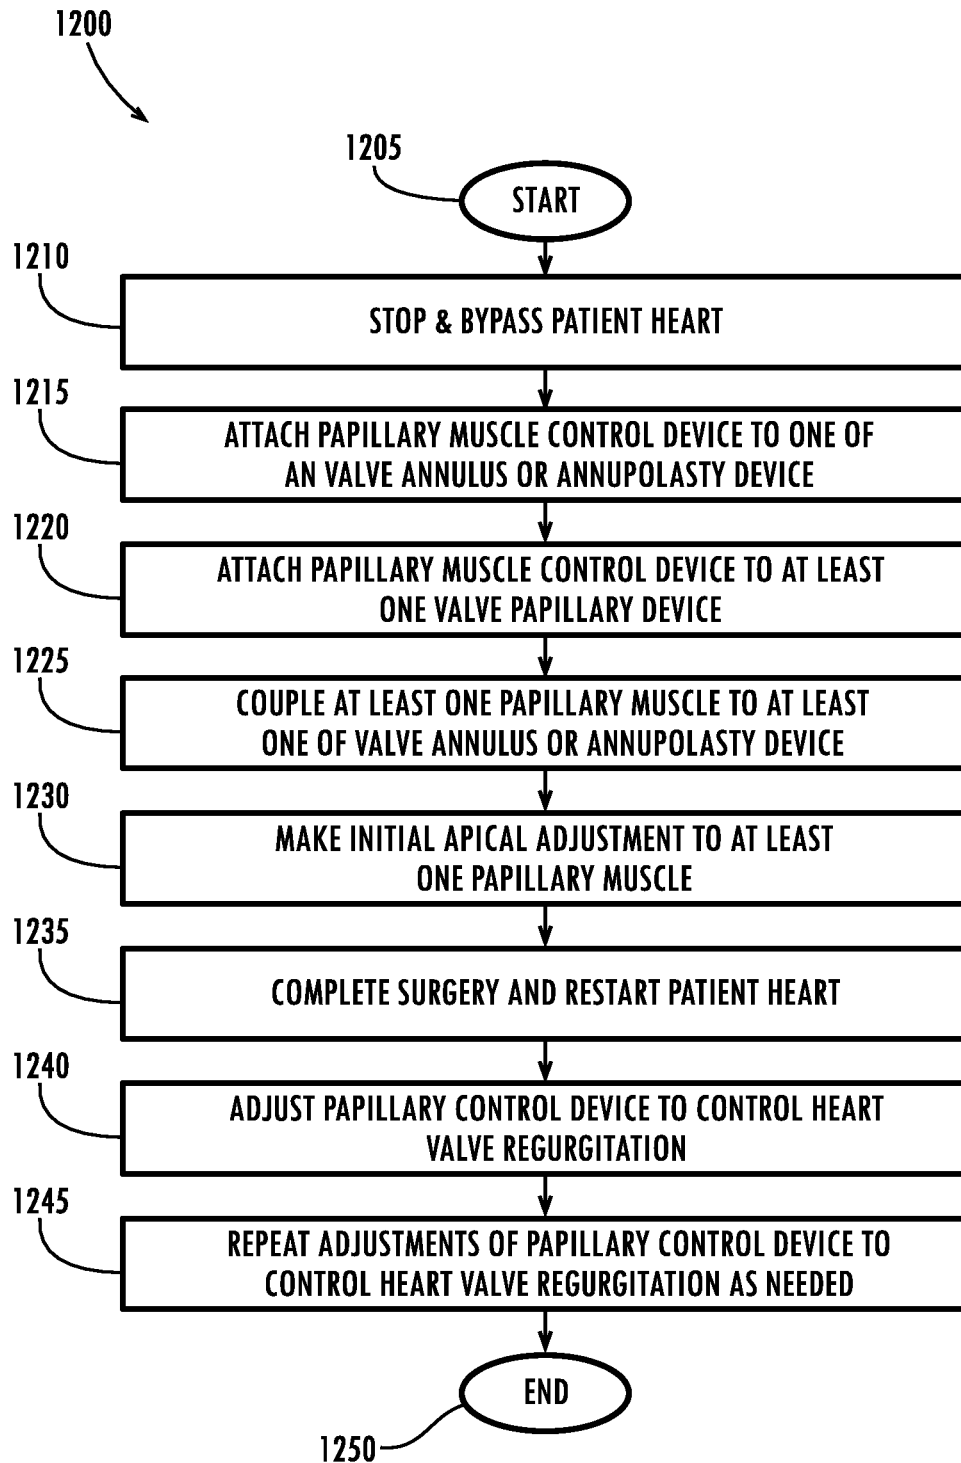 1200
1205
START
1210
STOP & BYPASS PATIENT HEART
1215
ATTACH PAPILLARY MUSCLE CONTROL DEVICE TO ONE OF
AN VALVE ANNULUS OR ANNUPOLASTY DEVICE
1220
ATTACH PAPILLARY MUSCLE CONTROL DEVICE TO AT LEAST
ONE VALVE PAPILLARY DEVICE
1225
COUPLE AT LEAST ONE PAPILLARY MUSCLE TO AT LEAST
ONE OF VALVE ANNULUS OR ANNUPOLASTY DEVICE
1230
MAKE INITIAL APICAL ADJUSTMENT TO AT LEAST
ONE PAPILLARY MUSCLE
1235
COMPLETE SURGERY AND RESTART PATIENT HEART
1240
ADJUST PAPILLARY CONTROL DEVICE TO CONTROL HEART
VALVE REGURGITATION
1245
REPEAT ADJUSTMENTS OF PAPILLARY CONTROL DEVICE TO
CONTROL HEART VALVE REGURGITATION AS NEEDED
END
1250